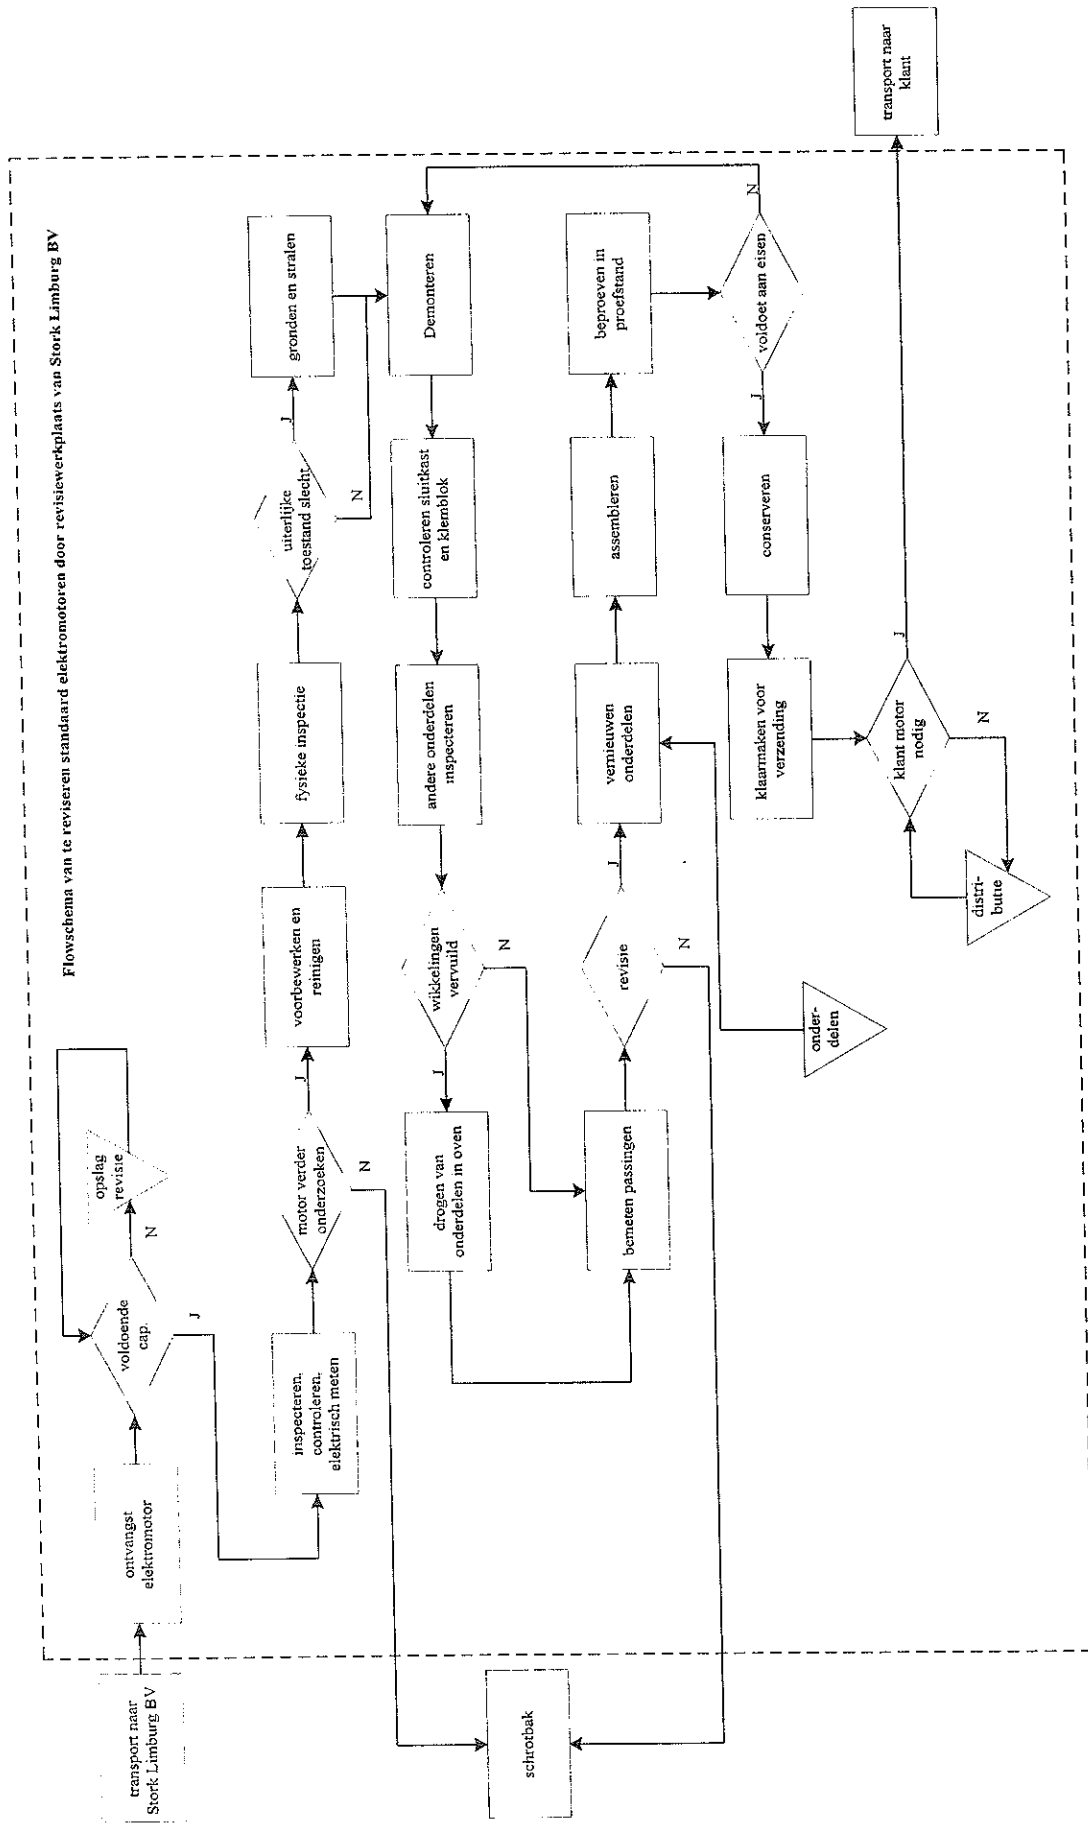 Flowschema van te reviseren standaard elektromotoren door revisiewerkplaats van Stork Limburg BV
transport naar
Stork Limburg BV
ontvangst
elektromotor
voldoende
cap.
N
J
opslag
revisie
inspecteren,
controleren,
elektrisch meten
motor verder
onderzoeken
J
N
voorbewerken en
reinigen
fysieke inspectie
uiterlijke
toestand slecht
J
N
gronden en stralen
Demonteren
controleren sluitkast
en klemblok
andere onderdelen
inspecteren
wikkelingen
vervuild
J
N
drogen van
onderdelen in oven
bemeten passingen
revisie
J
N
vernieuwen
onderdelen
assembleren
beproeven in
proefstand
voldoet aan eisen
N
J
conserveren
klaarmaken voor
verzending
klant motor
nodig
J
N
distri-
butie
onder-
delen
schrotbak
transport naar
klant